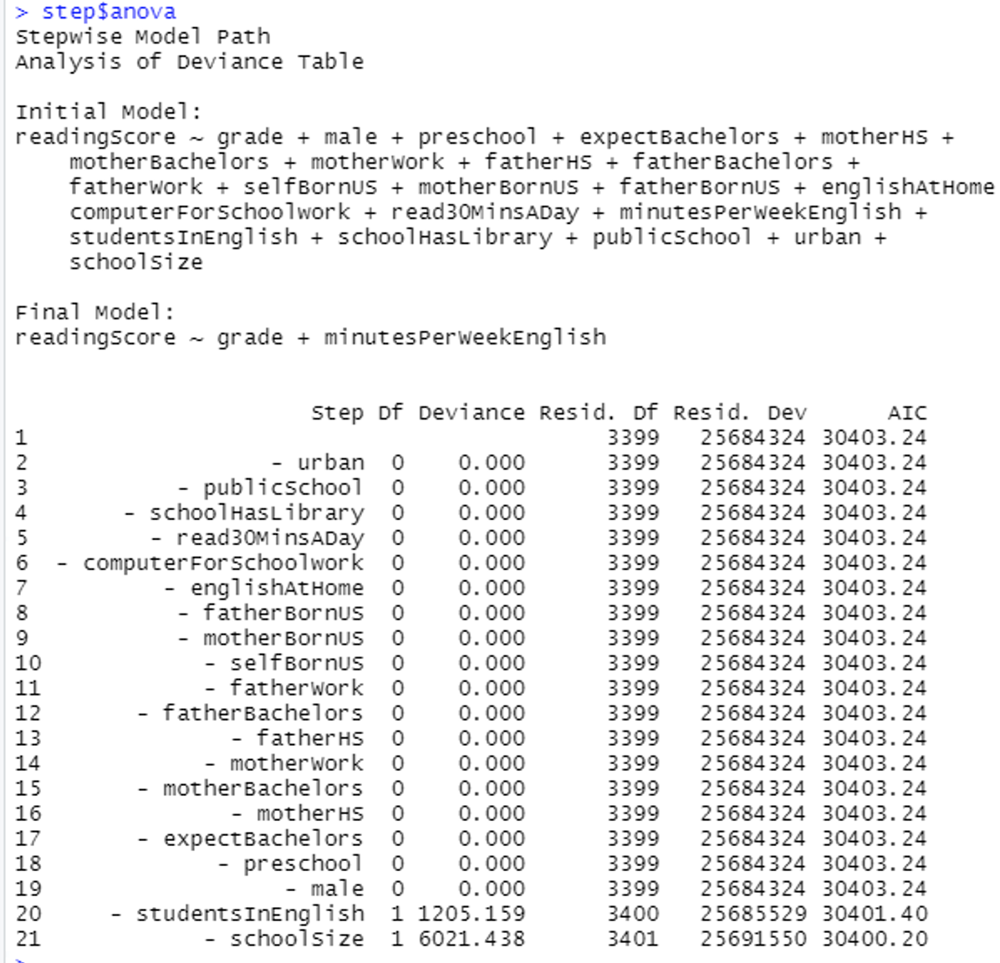 > step$anova
Stepwise Model Path
Analysis of Deviance Table
Initial Model:
readingScore ~ grade + male + preschool + expectBachelors + motherHS +
motherBachelors + motherWork + fatherHS + fatherBachelors +
fatherWork + selfBornUS + motherBornUS + fatherBornUS + englishAtHome
computerForSchoolwork + read30MinsADay + minutesPerWeekEnglish +
studentsInEnglish + schoolHasLibrary + publicSchool + urban +
schoolSize
Final Model:
readingScore ~ grade + minutesPerWeekEnglish
Step Df Deviance Resid. Df Resid. Dev AIC
1 3399 25684324 30403.24
2 - urban 0 0.000 3399 25684324 30403.24
3 - publicSchool 0 0.000 3399 25684324 30403.24
4 - schoolHasLibrary 0 0.000 3399 25684324 30403.24
5 - read30MinsADay 0 0.000 3399 25684324 30403.24
6 - computerForSchoolwork 0 0.000 3399 25684324 30403.24
7 - englishAtHome 0 0.000 3399 25684324 30403.24
8 - fatherBornUS 0 0.000 3399 25684324 30403.24
9 - motherBornUS 0 0.000 3399 25684324 30403.24
10 - selfBornUS 0 0.000 3399 25684324 30403.24
11 - fatherWork 0 0.000 3399 25684324 30403.24
12 - fatherBachelors 0 0.000 3399 25684324 30403.24
13 - fatherHS 0 0.000 3399 25684324 30403.24
14 - motherWork 0 0.000 3399 25684324 30403.24
15 - motherBachelors 0 0.000 3399 25684324 30403.24
16 - motherHS 0 0.000 3399 25684324 30403.24
17 - expectBachelors 0 0.000 3399 25684324 30403.24
18 - preschool 0 0.000 3399 25684324 30403.24
19 - male 0 0.000 3399 25684324 30403.24
20 - studentsInEnglish 1 1205.159 3400 25685529 30401.40
21 - schoolSize 1 6021.438 3401 25691550 30400.20